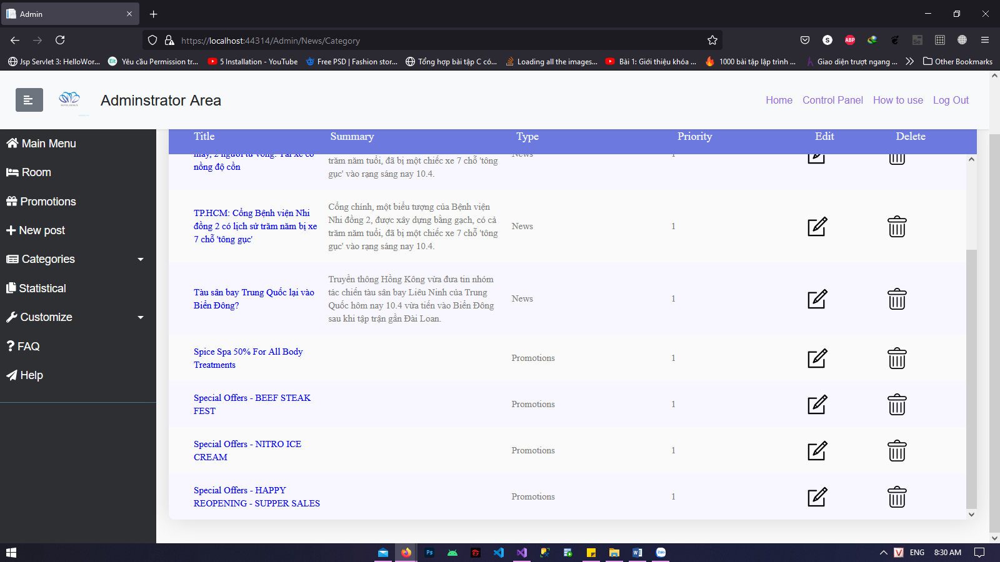 Admin
https://localhost:44314/Admin/News/Category
Jsp Servlet 3: HelloWor...
Yêu cầu Permission tr...
5 Installation - YouTube
Free PSD | Fashion stor...
Tổng hợp bài tập C có...
Loading all the images...
Bài 1: Giới thiệu khóa ...
1000 bài tập lập trình ...
Giao diện trượt ngang ...
Other Bookmarks
Adminstrator Area
Home
Control Panel
How to use
Log Out
Main Menu
Room
Promotions
New post
Categories
Statistical
Customize
FAQ
Help
Title
Summary
Type
Priority
Edit
Delete
máy, 2 người tử vong: Tài xế có
nồng độ cồn
trăm năm tuổi, đã bị một chiếc xe 7 chỗ 'tông
gục' vào rạng sáng nay 10.4.
News
1
TP.HCM: Cổng Bệnh viện Nhi
đồng 2 có lịch sử trăm năm bị xe
7 chỗ 'tông gục'
Cổng chính, một biểu tượng của Bệnh viện
Nhi đồng 2, được xây dựng bằng gạch, có cả
trăm năm tuổi, đã bị một chiếc xe 7 chỗ 'tông
gục' vào rạng sáng nay 10.4.
News
1
Tàu sân bay Trung Quốc lại vào
Biển Đông?
Truyền thông Hồng Kông vừa đưa tin nhóm
tác chiến tàu sân bay Liêu Ninh của Trung
Quốc hôm nay 10.4 vừa tiến vào Biển Đông
sau khi tập trận gần Đài Loan.
News
1
Spice Spa 50% For All Body
Treatments
Promotions
1
Special Offers - BEEF STEAK
FEST
Promotions
1
Special Offers - NITRO ICE
CREAM
Promotions
1
Special Offers - HAPPY
REOPENING - SUPPER SALES
Promotions
1
ENG
8:30 AM